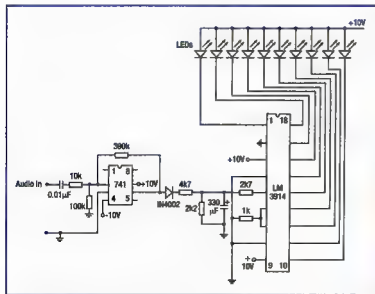 +10V
LEDs
390k
1 18
+10V
Audio in
10k
0.01µF
100k
1 8
741
+10V
4 5
-10V
IN4002
4k7
2k2
330
µF
2k7
1k
LM
3914
+
10V
9 10